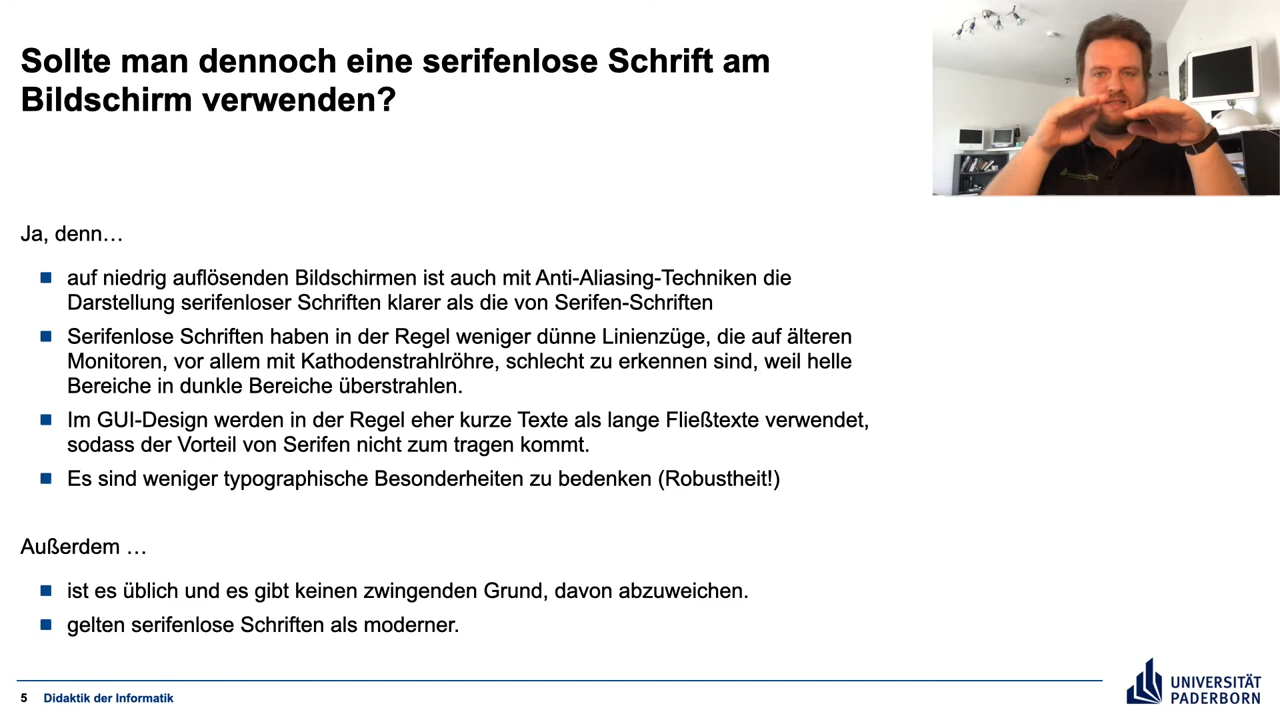 Sollte man dennoch eine serifenlose Schrift am
Bildschirm verwenden?
Ja, denn…
auf niedrig auflösenden Bildschirmen ist auch mit Anti-Aliasing-Techniken die
Darstellung serifenloser Schriften klarer als die von Serifen-Schriften
Serifenlose Schriften haben in der Regel weniger dünne Linienzüge, die auf älteren
Monitoren, vor allem mit Kathodenstrahlröhre, schlecht zu erkennen sind, weil helle
Bereiche in dunkle Bereiche überstrahlen.
Im GUI-Design werden in der Regel eher kurze Texte als lange Fließtexte verwendet,
sodass der Vorteil von Serifen nicht zum tragen kommt.
Es sind weniger typographische Besonderheiten zu bedenken (Robustheit!)
Außerdem …
ist es üblich und es gibt keinen zwingenden Grund, davon abzuweichen.
gelten serifenlose Schriften als moderner.
5 Didaktik der Informatik
UNIVERSITÄT
PADERBORN